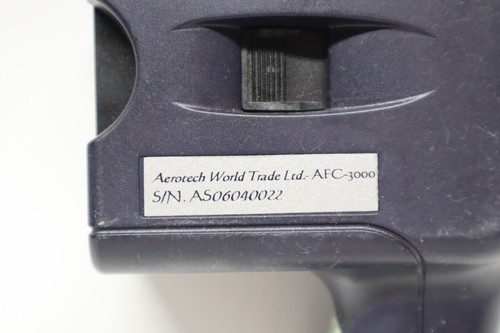 Aerotech World Trade Ltd.- AFC-3000
S/N. AS06040022